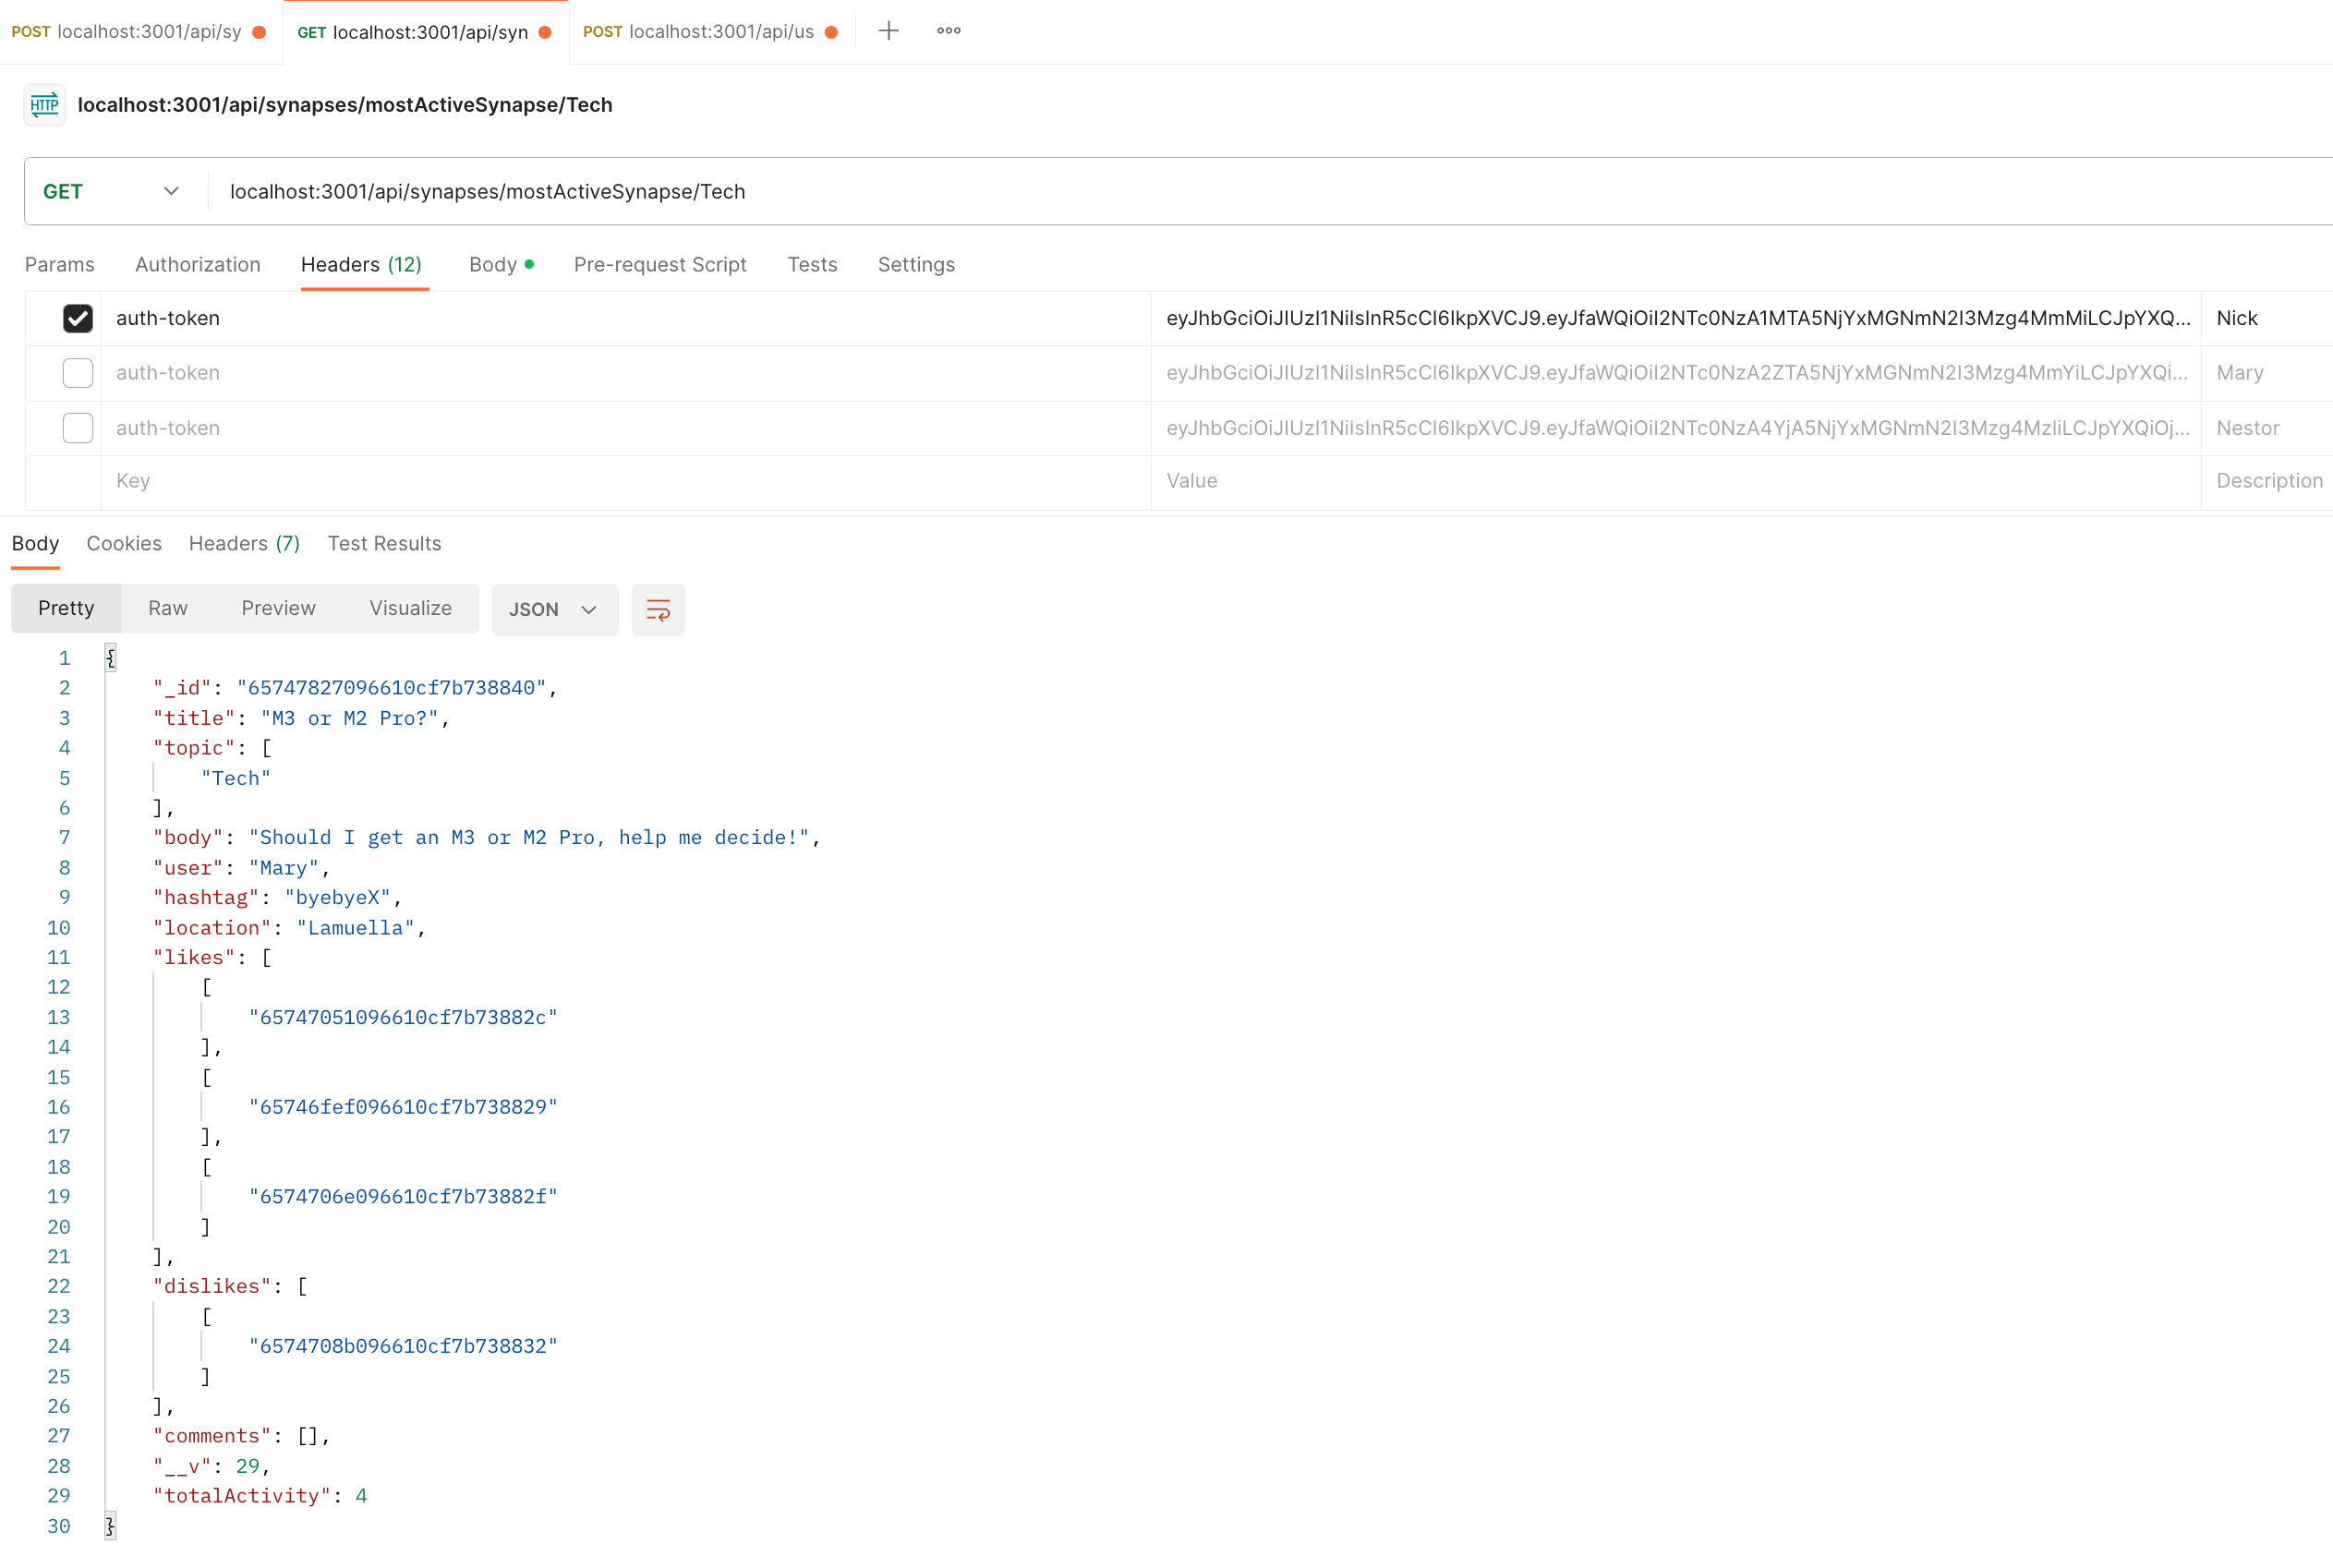 POST localhost:3001/api/sy GET localhost:3001/api/syn POST localhost:3001/api/us
HTTP localhost:3001/api/synapses/mostActiveSynapse/Tech
GET localhost:3001/api/synapses/mostActiveSynapse/Tech
Params Authorization Headers (12) Body Pre-request Script Tests Settings
auth-token eyJhbGciOiJIUzI1NiIsInR5cCI6IkpXVCJ9.eyJfaWQiOiI2NTc0NzA1MTA5NjYxMGNmN2I3Mzg4MmMiLCJpYXQ... Nick
auth-token eyJhbGciOiJIUzI1NiIsInR5cCI6IkpXVCJ9.eyJfaWQiOiI2NTc0NzA2ZTA5NjYxMGNmN2I3Mzg4MmYiLCJpYXQi... Mary
auth-token eyJhbGciOiJIUzI1NiIsInR5cCI6IkpXVCJ9.eyJfaWQiOiI2NTc0NzA4YjA5NjYxMGNmN2I3Mzg4MzIiLCJpYXQiOj... Nestor
Key Value Description
Body Cookies Headers (7) Test Results
Pretty Raw Preview Visualize JSON
1 {
2 "_id": "65747827096610cf7b738840",
3 "title": "M3 or M2 Pro?",
4 "topic": [
5 "Tech"
6 ],
7 "body": "Should I get an M3 or M2 Pro, help me decide!",
8 "user": "Mary",
9 "hashtag": "byebyeX",
10 "location": "Lamuella",
11 "likes": [
12 [
13 "65747051096610cf7b73882c"
14 ],
15 [
16 "65746fef096610cf7b738829"
17 ],
18 [
19 "6574706e096610cf7b73882f"
20 ]
21 ],
22 "dislikes": [
23 [
24 "6574708b096610cf7b738832"
25 ]
26 ],
27 "comments": [],
28 "__v": 29,
29 "totalActivity": 4
30 }